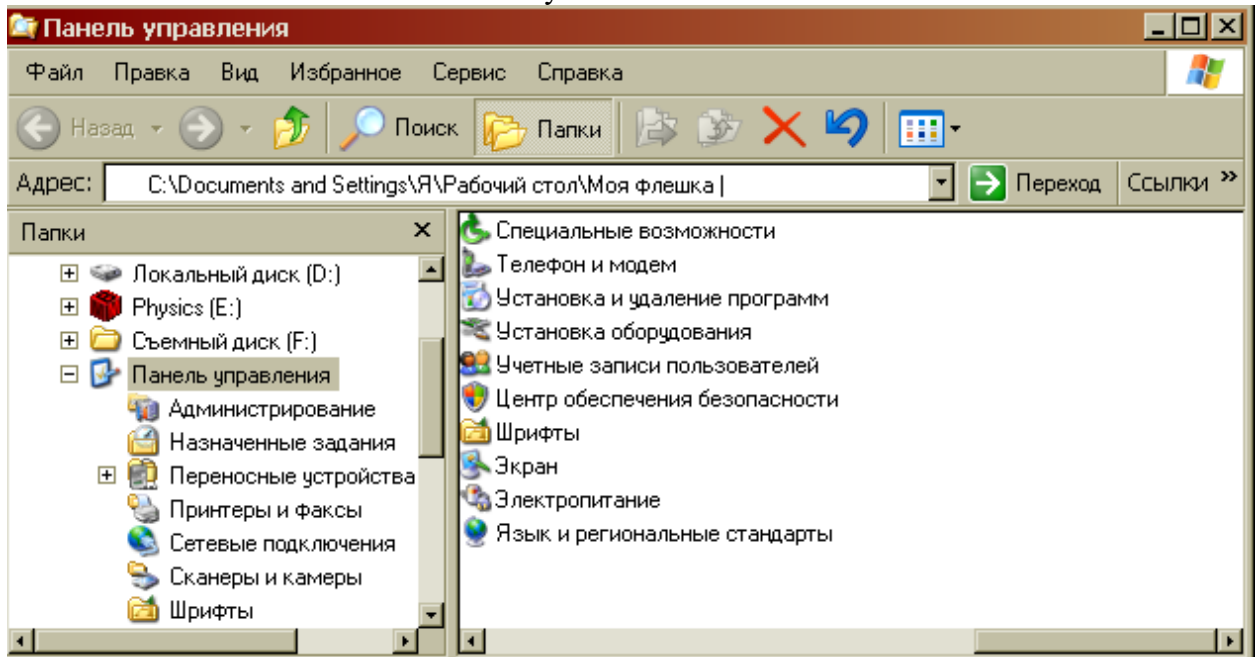 Панель управления
Файл Правка Вид Избранное Сервис Справка
Назад Поиск Папки
Адрес: C:\Documents and Settings\Я\Рабочий стол\Моя флешка Переход Ссылки »
Папки
Локальный диск (D:)
Physics (E:)
Съемный диск (F:)
Панель управления
Администрирование
Назначенные задания
Переносные устройства
Принтеры и факсы
Сетевые подключения
Сканеры и камеры
Шрифты
Специальные возможности
Телефон и модем
Установка и удаление программ
Установка оборудования
Учетные записи пользователей
Центр обеспечения безопасности
Шрифты
Экран
Электропитание
Язык и региональные стандарты